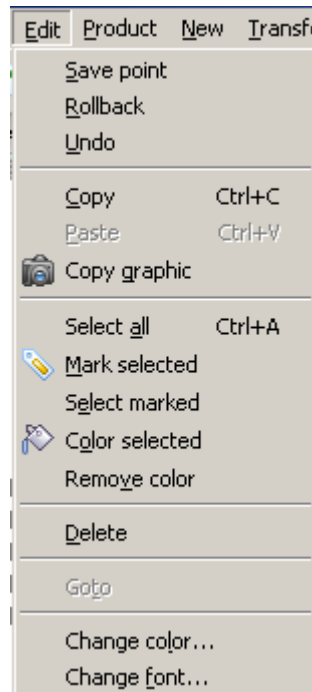 Edit Product New Transf
Save point
Rollback
Undo
Copy Ctrl+C
Paste Ctrl+V
Copy graphic
Select all Ctrl+A
Mark selected
Select marked
Color selected
Remove color
Delete
Goto
Change color...
Change font...